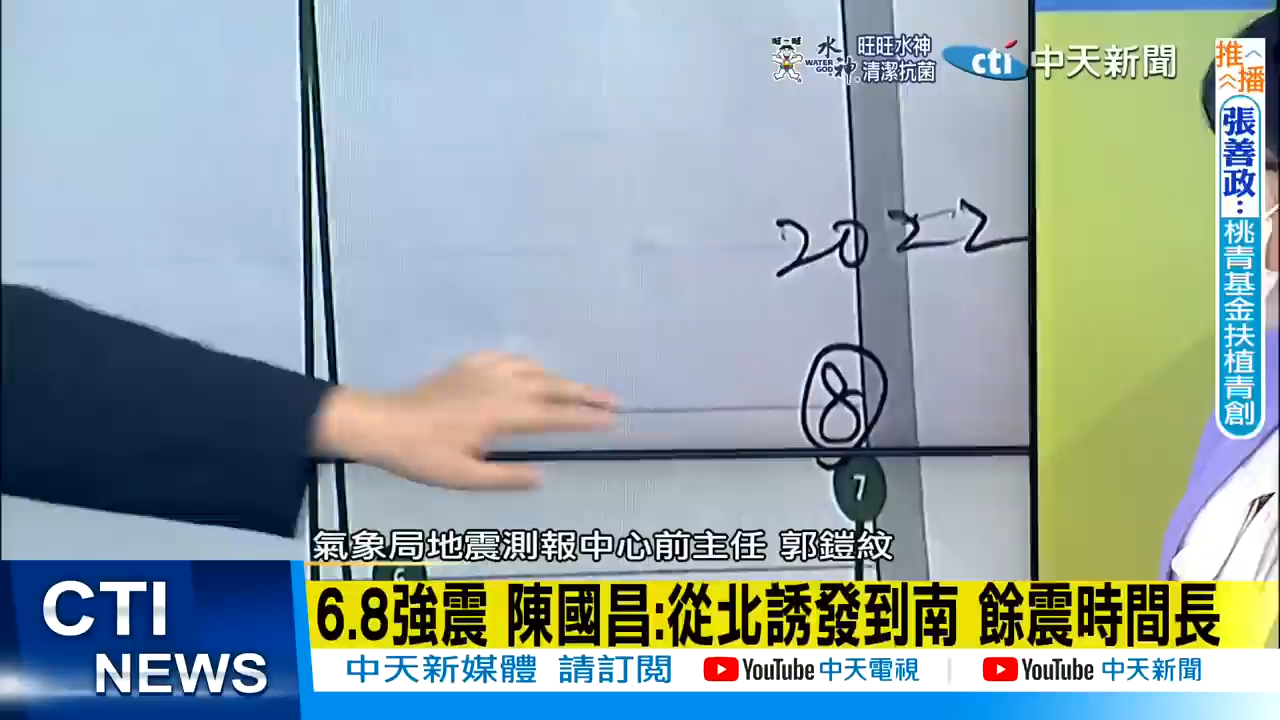 旺一旺
水神
WATER GOD
旺旺水神
清潔抗菌
cti 中天新聞
推播
張善政:桃青基金扶植青創
2022
8
7
6
氣象局地震測報中心前主任 郭鎧紋
CTI NEWS
6.8強震 陳國昌:從北誘發到南 餘震時間長
中天新媒體 請訂閱 YouTube 中天電視 YouTube 中天新聞